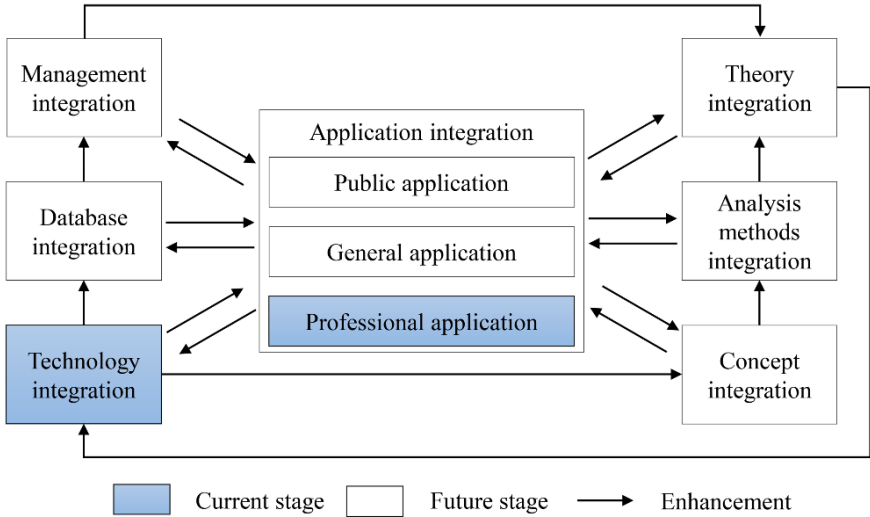 Management
integration
Theory
integration
Application integration
Public application
General application
Professional application
Database
integration
Analysis
methods
integration
Technology
integration
Concept
integration
Current stage
Future stage
Enhancement